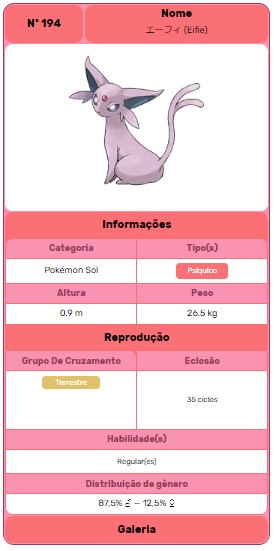 N° 194
Nome
エーフィ (Eifie)
Informações
Categoria
Tipo(s)
Pokémon Sol
Psíquico
Altura
Peso
0.9 m
26,5 kg
Reprodução
Grupo De Cruzamento
Eclosão
Terrestre
35 ciclos
Habilidade(s)
Regular(es)
Distribuição de gênero
87,5% ♂ — 12,5% ♀
Galeria